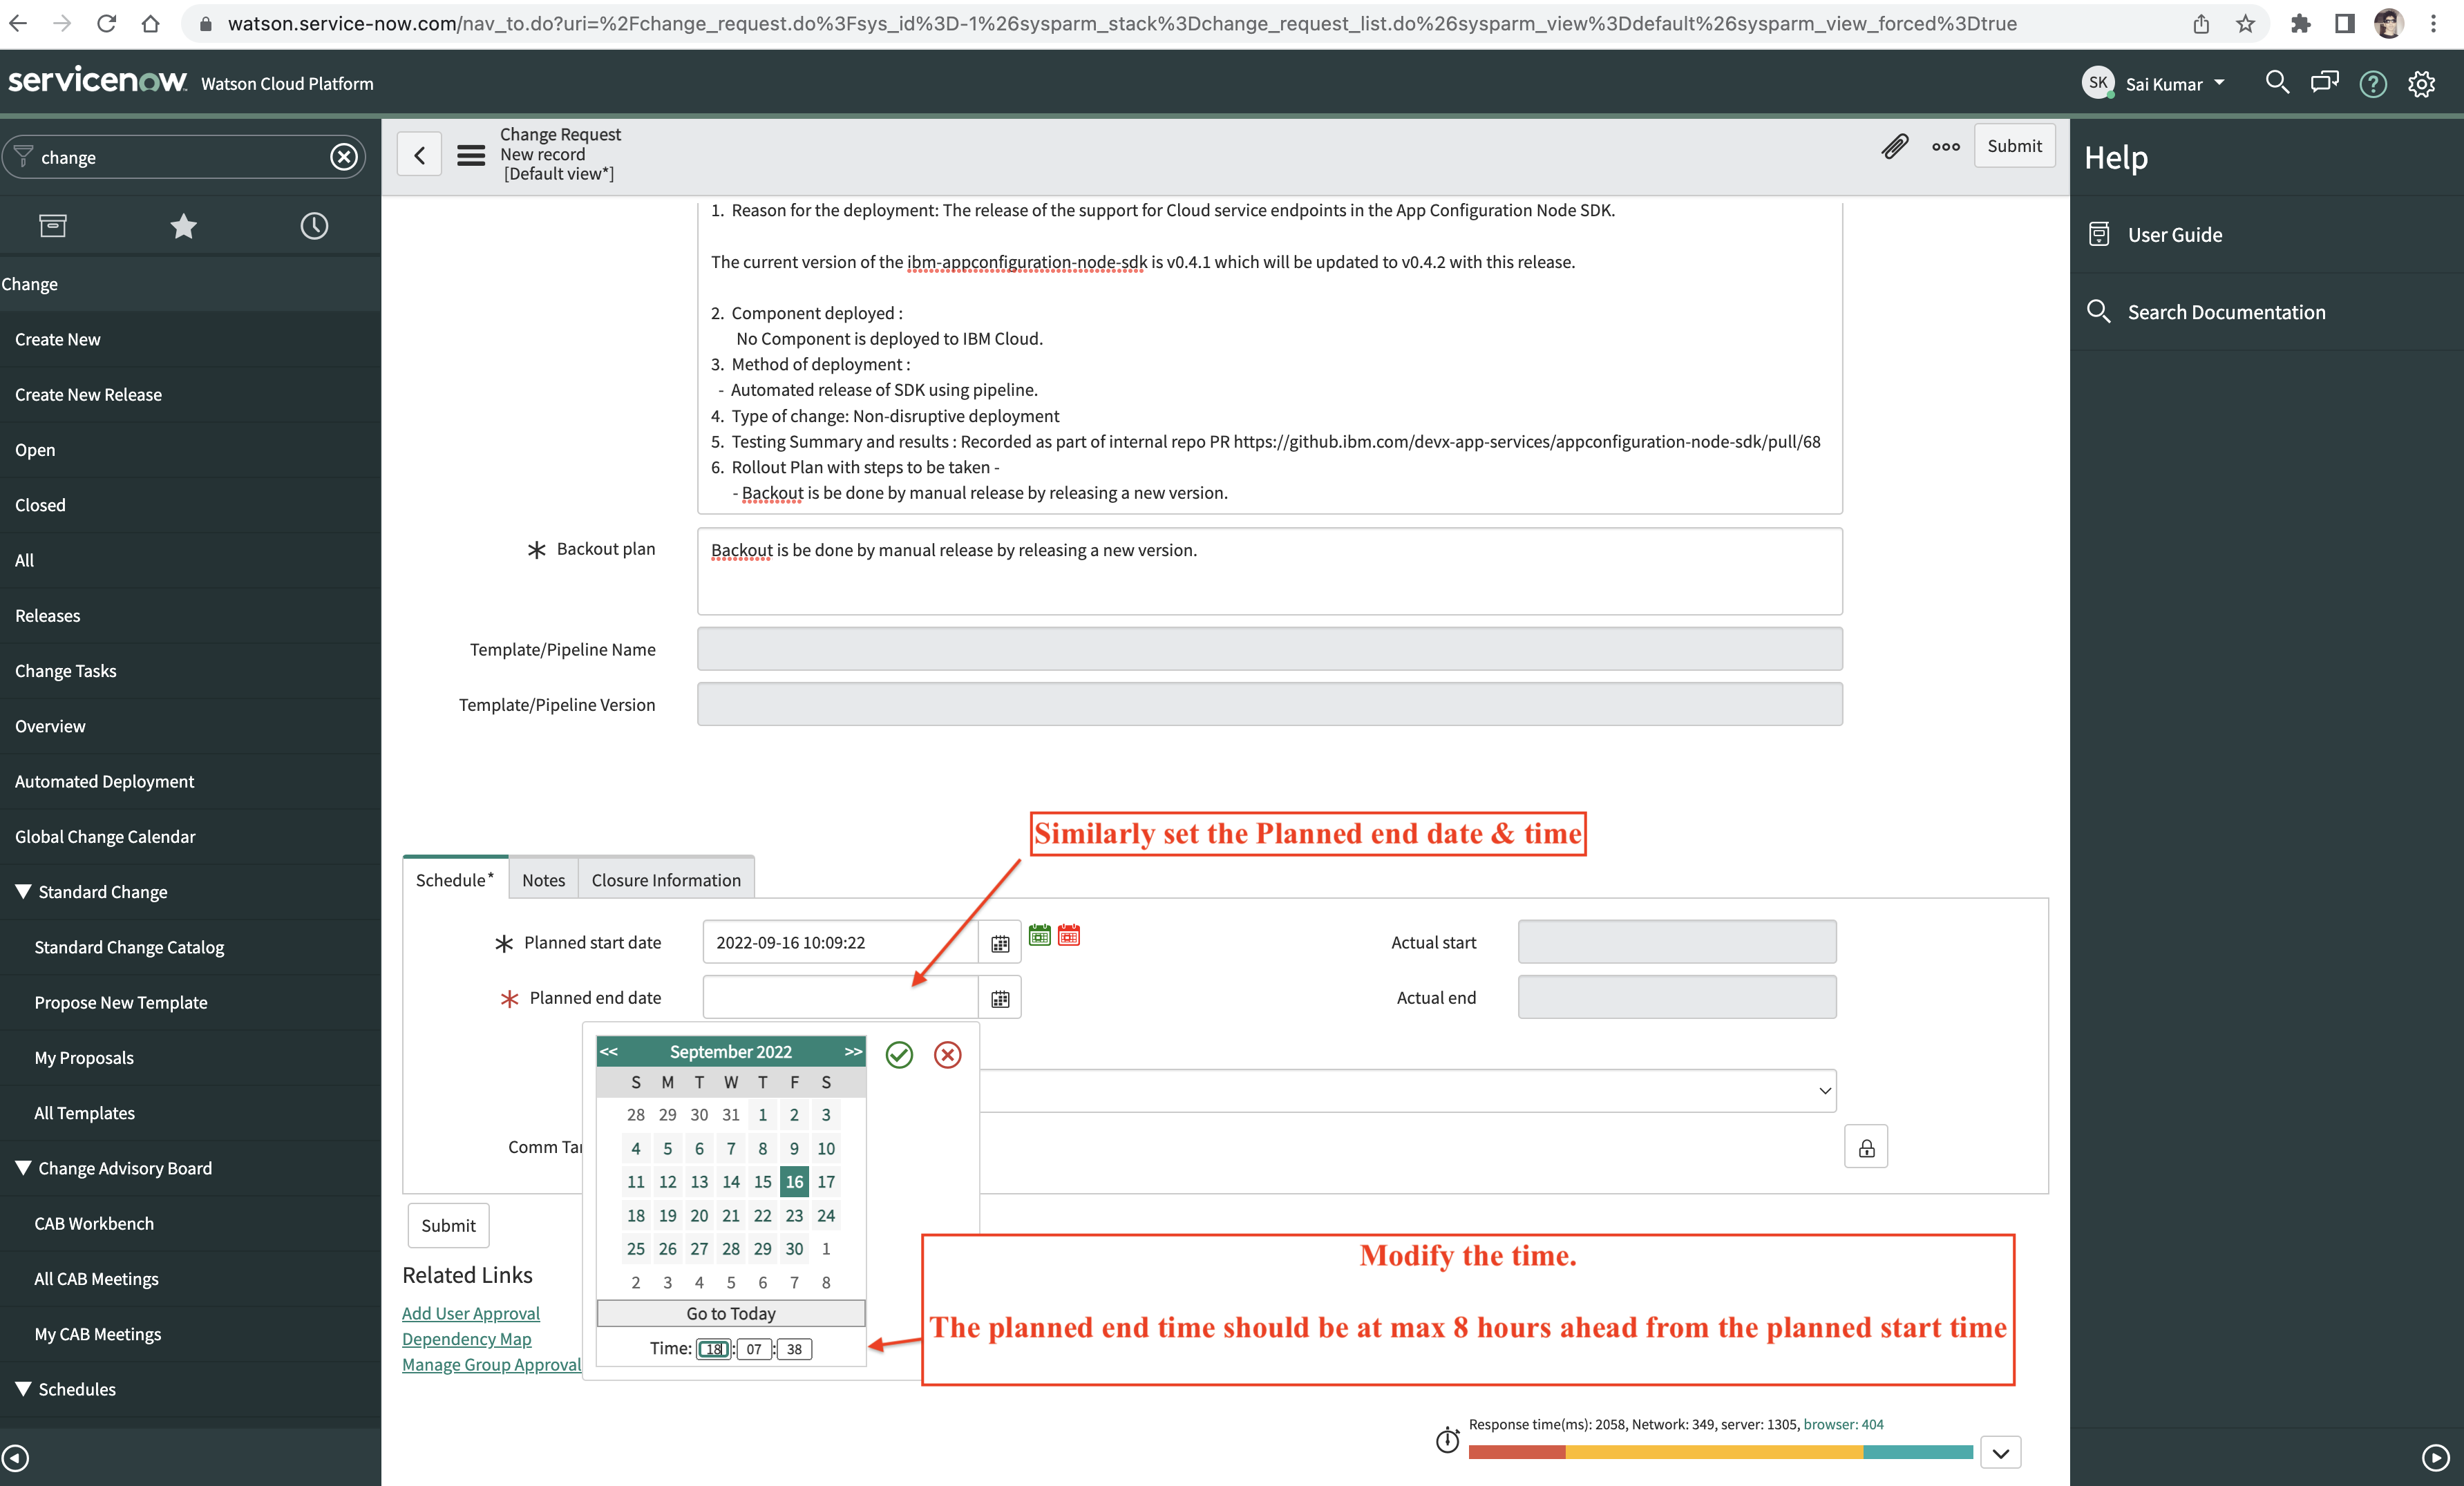 watson.service-now.com/nav_to.do?uri=%2Fchange_request.do%3Fsys_id%3D-1%26sysparm_stack%3Dchange_request_list.do%26sysparm_view%3Ddefault%26sysparm_view_forced%3Dtrue
servicenow Watson Cloud Platform
SK Sai Kumar
change
Change
Create New
Create New Release
Open
Closed
All
Releases
Change Tasks
Overview
Automated Deployment
Global Change Calendar
Standard Change
Standard Change Catalog
Propose New Template
My Proposals
All Templates
Change Advisory Board
CAB Workbench
All CAB Meetings
My CAB Meetings
Schedules
Change Request
New record
[Default view*]
Submit
1. Reason for the deployment: The release of the support for Cloud service endpoints in the App Configuration Node SDK.
The current version of the ibm-appconfiguration-node-sdk is v0.4.1 which will be updated to v0.4.2 with this release.
2. Component deployed :
No Component is deployed to IBM Cloud.
3. Method of deployment :
- Automated release of SDK using pipeline.
4. Type of change: Non-disruptive deployment
5. Testing Summary and results : Recorded as part of internal repo PR https://github.ibm.com/devx-app-services/appconfiguration-node-sdk/pull/68
6. Rollout Plan with steps to be taken -
- Backout is be done by manual release by releasing a new version.
Backout plan
Backout is be done by manual release by releasing a new version.
Template/Pipeline Name
Template/Pipeline Version
Similarly set the Planned end date & time
Schedule* Notes Closure Information
Planned start date 2022-09-16 10:09:22 Actual start
Planned end date Actual end
<< September 2022 >>
S M T W T F S
28 29 30 31 1 2 3
4 5 6 7 8 9 10
11 12 13 14 15 16 17
18 19 20 21 22 23 24
25 26 27 28 29 30 1
2 3 4 5 6 7 8
Go to Today
Time: 18 : 07 : 38
Comm Tar
Submit
Related Links
Add User Approval
Dependency Map
Manage Group Approval
Modify the time.
The planned end time should be at max 8 hours ahead from the planned start time
Response time(ms): 2058, Network: 349, server: 1305, browser: 404
Help
User Guide
Search Documentation